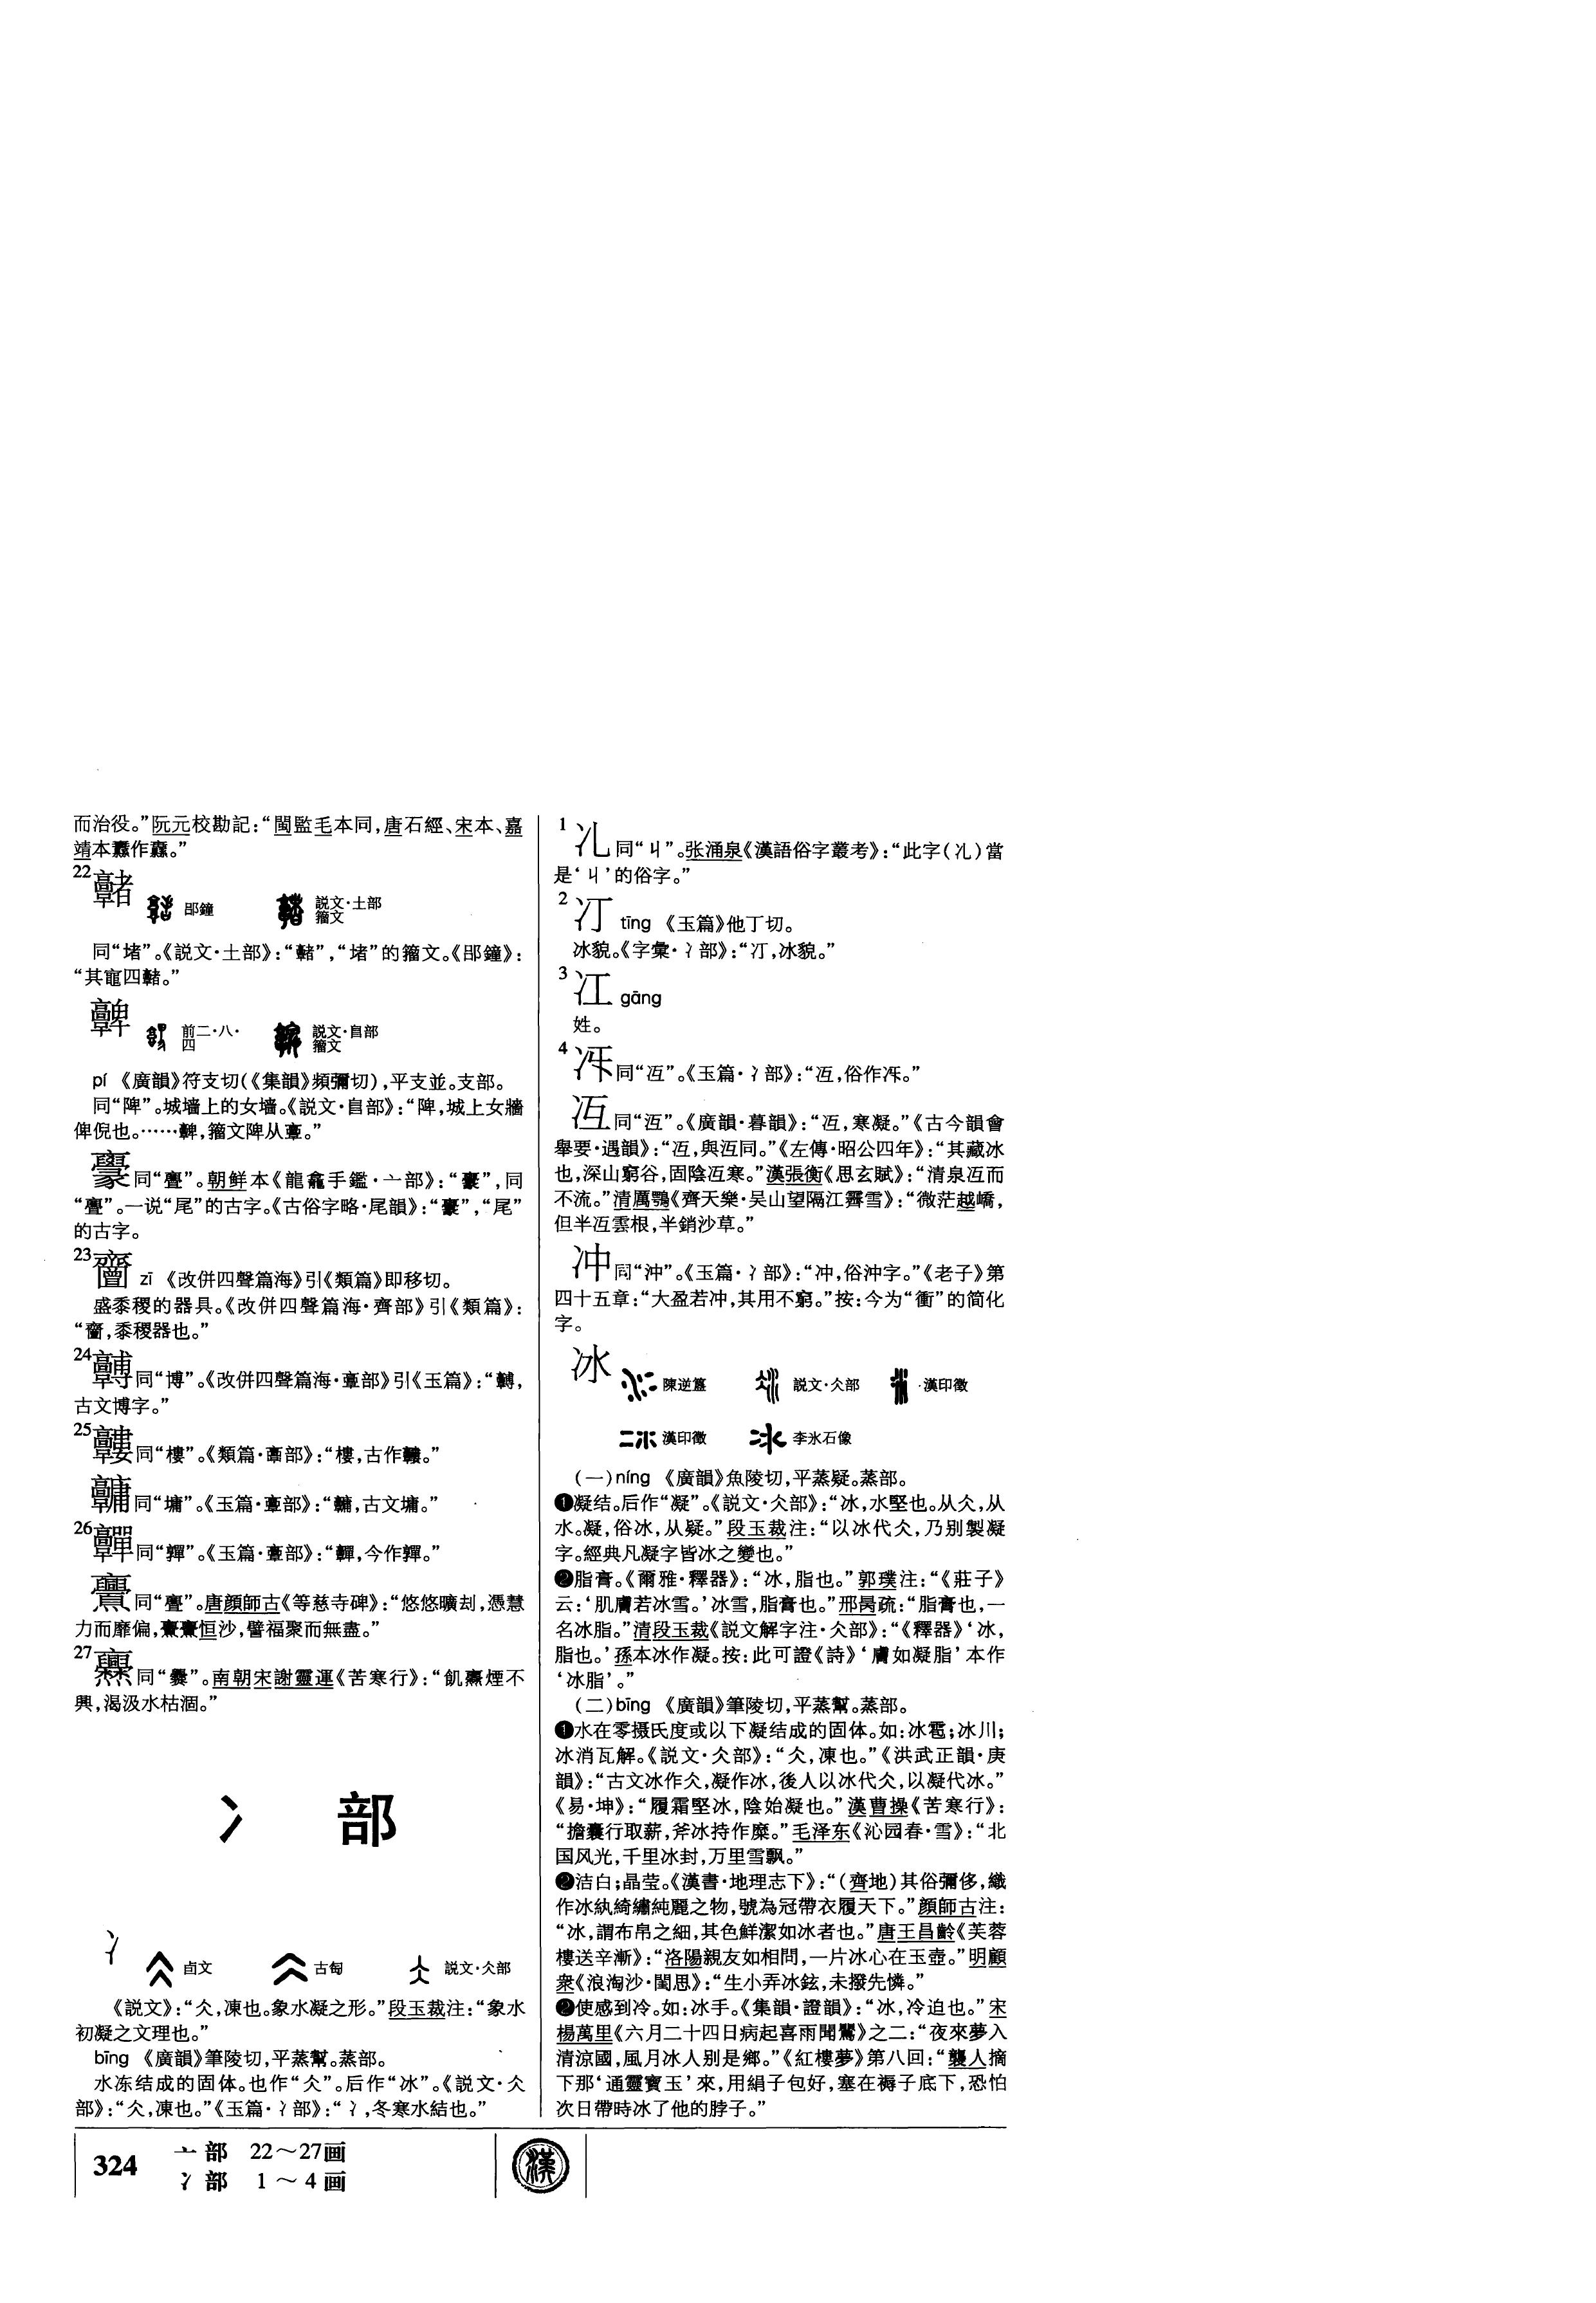 而治役。”阮元校勘記：“閩監毛本同，唐石經、宋本、嘉
靖本蠹作蠧。”
22
郘鐘
説文·土部
籀文
同“堵”。《説文·土部》：“𩫳”，“堵”的籀文。《郘鐘》：
“其竈四𩫳。”
前二·八·
四
説文·𨸏部
籀文
pí 《廣韻》符支切（《集韻》頻彌切），平支並。支部。
同“陴”。城墙上的女墙。《説文·𨸏部》：“陴，城上女牆
俾倪也。……𩫫，籀文陴从𩫏。”
同“亹”。朝鲜本《龍龕手鑑·亠部》：“”，同
“亹”。一说“尾”的古字。《古俗字略·尾韻》：“”，“尾”
的古字。
23
zī 《改併四聲篇海》引《類篇》即移切。
盛黍稷的器具。《改併四聲篇海·齊部》引《類篇》：
“，黍稷器也。”
24
同“博”。《改併四聲篇海·𩫏部》引《玉篇》：“，
古文博字。”
25
同“樓”。《類篇·𩫏部》：“樓，古作。”
同“墉”。《玉篇·𩫏部》：“，古文墉。”
26
同“鄲”。《玉篇·𩫏部》：“，今作鄲。”
同“亹”。唐顔師古《等慈寺碑》：“悠悠曠刦，憑慧
力而靡偏，恒沙，譬福聚而無盡。”
27
同“爨”。南朝宋謝靈運《苦寒行》：“飢煙不
興，渴汲水枯涸。”
冫 部
冫
卣文
古匋
説文·仌部
《説文》：“仌，凍也。象水凝之形。”段玉裁注：“象水
初凝之文理也。”
bīng 《廣韻》筆陵切，平蒸幫。蒸部。
水冻结成的固体。也作“仌”。后作“冰”。《説文·仌
部》：“仌，凍也。”《玉篇·冫部》：“冫，冬寒水結也。”
1
同“丩”。张涌泉《漢語俗字叢考》：“此字（）當
是‘丩’的俗字。”
2
汀 tīng 《玉篇》他丁切。
冰貌。《字彙·冫部》：“，冰貌。”
3
gāng
姓。
4
同“冱”。《玉篇·冫部》：“冱，俗作。”
冱同“沍”。《廣韻·暮韻》：“冱，寒凝。”《古今韻會
舉要·遇韻》：“冱，與沍同。”《左傳·昭公四年》：“其藏冰
也，深山窮谷，固陰冱寒。”漢張衡《思玄賦》：“清泉冱而
不流。”清厲鶚《齊天樂·吴山望隔江霽雪》：“微茫越嶠，
但半冱雲根，半銷沙草。”
冲同“沖”。《玉篇·冫部》：“冲，俗沖字。”《老子》第
四十五章：“大盈若冲，其用不窮。”按：今为“衝”的简化
字。
冰
陳逆簠
説文·仌部
漢印徵
漢印徵
李氷石像
（一）níng 《廣韻》魚陵切，平蒸疑。蒸部。
❶凝结。后作“凝”。《説文·仌部》：“冰，水堅也。从仌，从
水。凝，俗冰，从疑。”段玉裁注：“以冰代仌，乃别製凝
字。經典凡凝字皆冰之變也。”
❷脂膏。《爾雅·釋器》：“冰，脂也。”郭璞注：“《莊子》
云：‘肌膚若冰雪。’冰雪，脂膏也。”邢昺疏：“脂膏也，一
名冰脂。”清段玉裁《説文解字注·仌部》：“《釋器》‘冰，
脂也。’孫本冰作凝。按：此可證《詩》‘膚如凝脂’本作
‘冰脂’。”
（二）bīng 《廣韻》筆陵切，平蒸幫。蒸部。
❶水在零摄氏度或以下凝结成的固体。如：冰雹；冰川；
冰消瓦解。《説文·仌部》：“仌，凍也。”《洪武正韻·庚
韻》：“古文冰作仌，凝作冰，後人以冰代仌，以凝代冰。”
《易·坤》：“履霜堅冰，陰始凝也。”漢曹操《苦寒行》：
“擔囊行取薪，斧冰持作糜。”毛泽东《沁园春·雪》：“北
国风光，千里冰封，万里雪飘。”
❷洁白；晶莹。《漢書·地理志下》：“（齊地）其俗彌侈，織
作冰紈綺繡純麗之物，號為冠帶衣履天下。”顔師古注：
“冰，謂布帛之細，其色鮮潔如冰者也。”唐王昌齡《芙蓉
樓送辛漸》：“洛陽親友如相問，一片冰心在玉壺。”明顧
衆《浪淘沙·閨思》：“生小弄冰絃，未撥先憐。”
❷使感到冷。如：冰手。《集韻·證韻》：“冰，冷迫也。”宋
楊萬里《六月二十四日病起喜雨聞鶯》之二：“夜來夢入
清涼國，風月冰人别是鄉。”《紅樓夢》第八回：“襲人摘
下那‘通靈寳玉’來，用絹子包好，塞在褥子底下，恐怕
次日帶時冰了他的脖子。”
324
亠部 22～27画
冫部 1～4画
漢